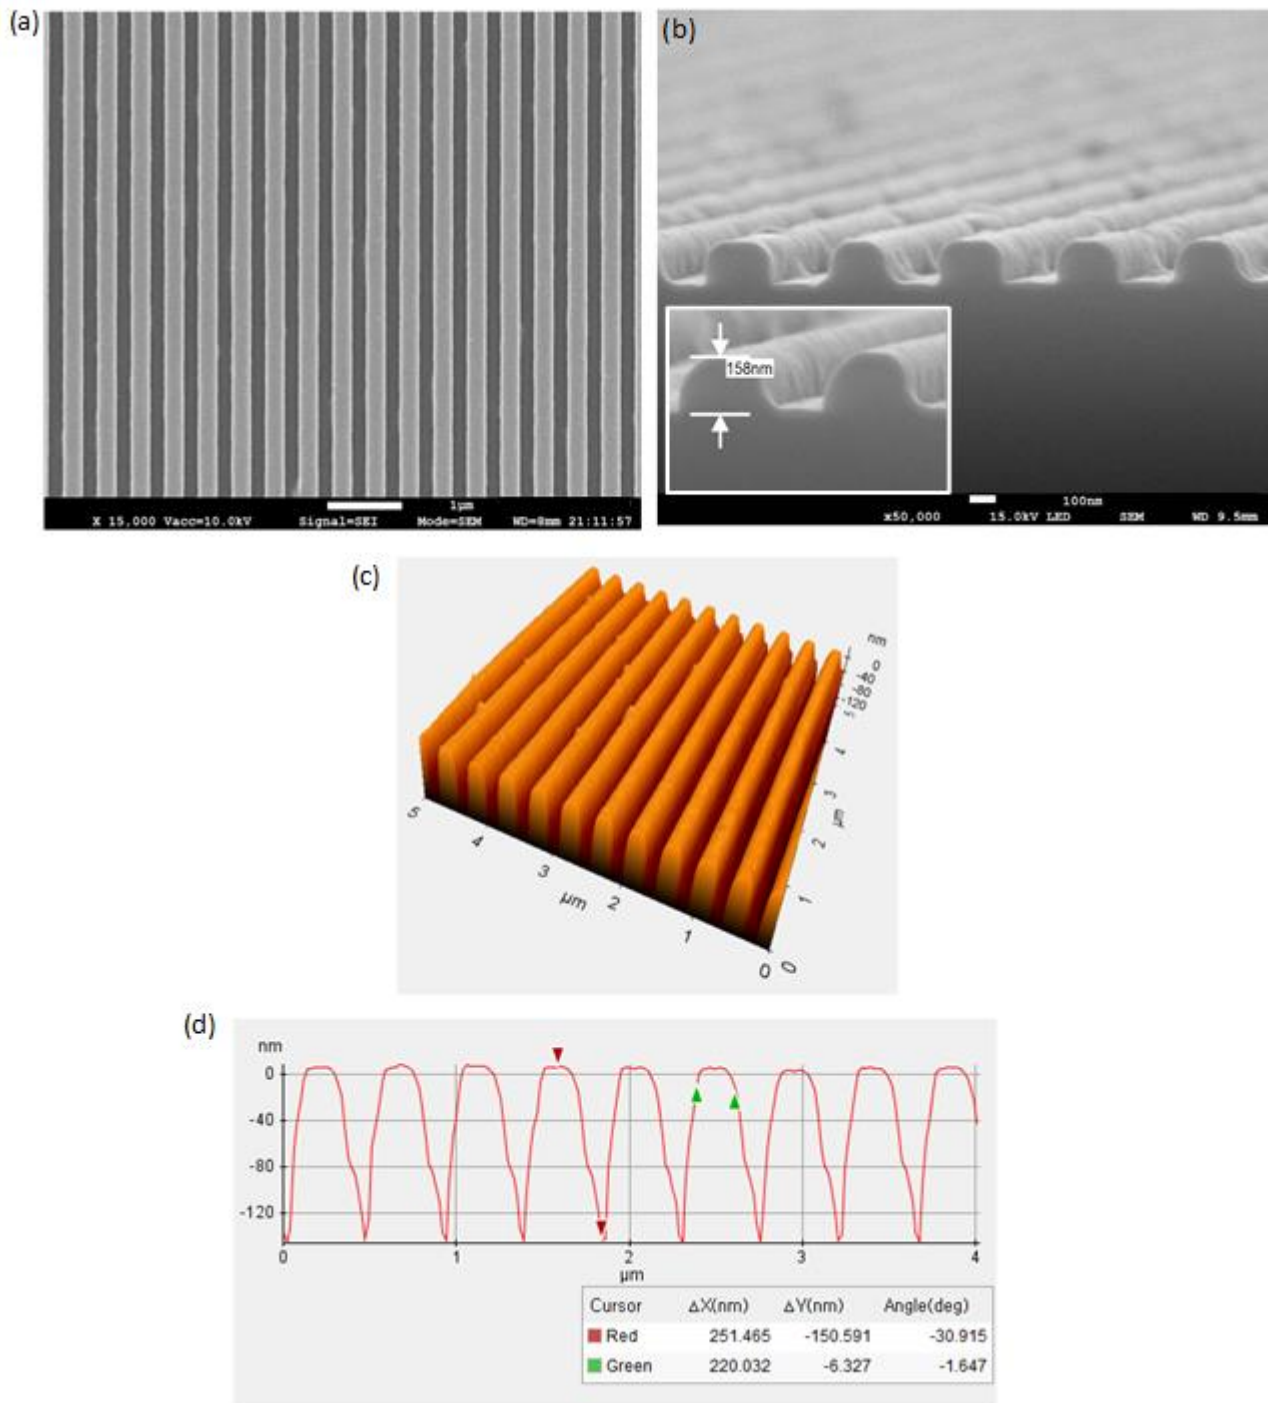 (a)
1µm
X 15,000 Vacc=10.0kV Signal=SEI Mode=SEM WD=8mm 21:11:57
(b)
158nm
100nm
x50,000 15.0kV LED SEM WD 9.5mm
(c)
nm
0
-40
-80
-120
5
4
3
µm
2
1
0
5
4
3
µm
2
1
0
(d)
nm
0
-40
-80
-120
0 1 2 3 4
µm
Cursor ΔX(nm) ΔY(nm) Angle(deg)
Red 251.465 -150.591 -30.915
Green 220.032 -6.327 -1.647